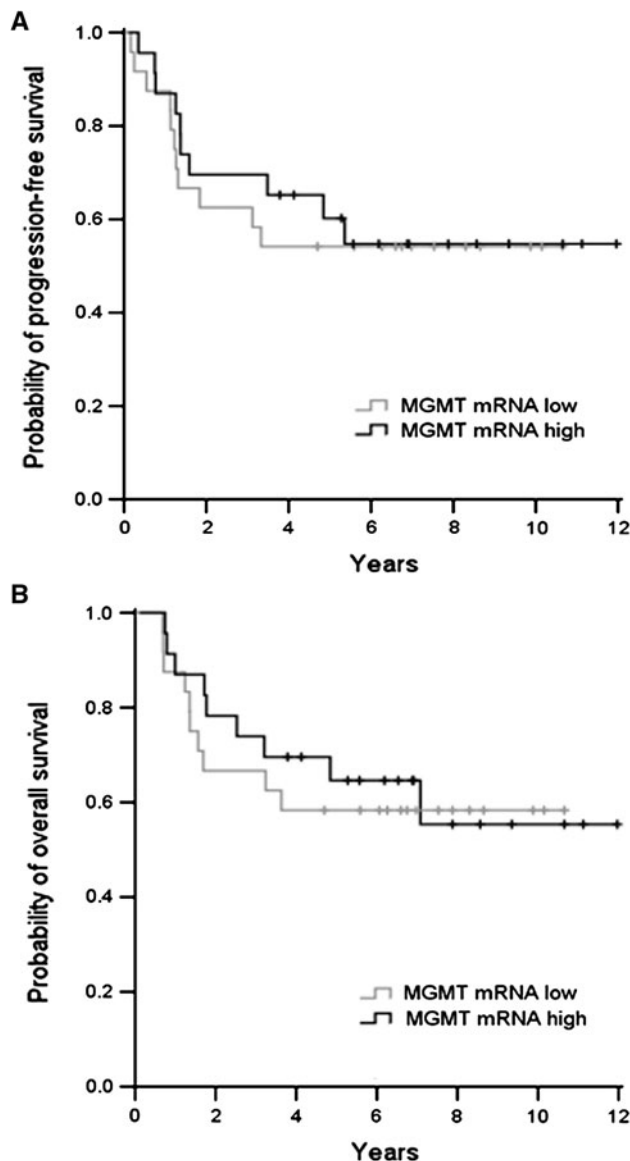 A
Probability of progression-free survival
1.0
0.8
0.6
0.4
0.2
0.0
MGMT mRNA low
MGMT mRNA high
0 2 4 6 8 10 12
Years
B
Probability of overall survival
1.0
0.8
0.6
0.4
0.2
0.0
MGMT mRNA low
MGMT mRNA high
0 2 4 6 8 10 12
Years